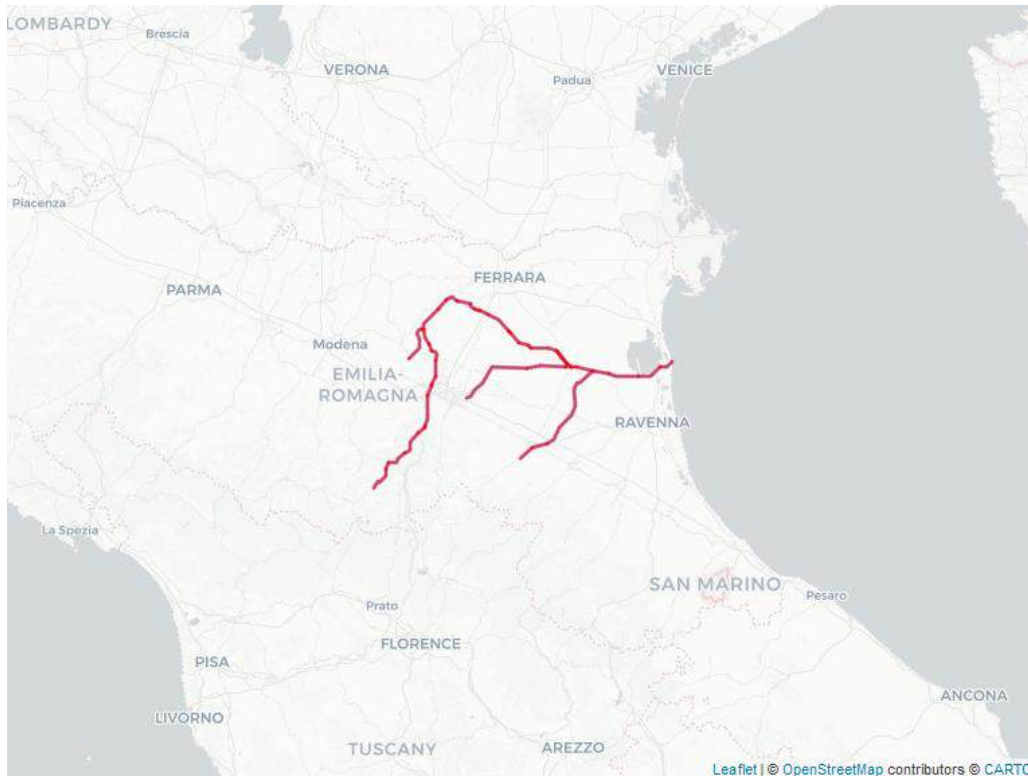 LOMBARDY
Brescia
VERONA
Padua
VENICE
Piacenza
FERRARA
PARMA
Modena
EMILIA-
ROMAGNA
RAVENNA
La Spezia
SAN MARINO
Pesaro
Prato
FLORENCE
PISA
ANCONA
LIVORNO
TUSCANY
AREZZO
Leaflet | © OpenStreetMap contributors © CARTO